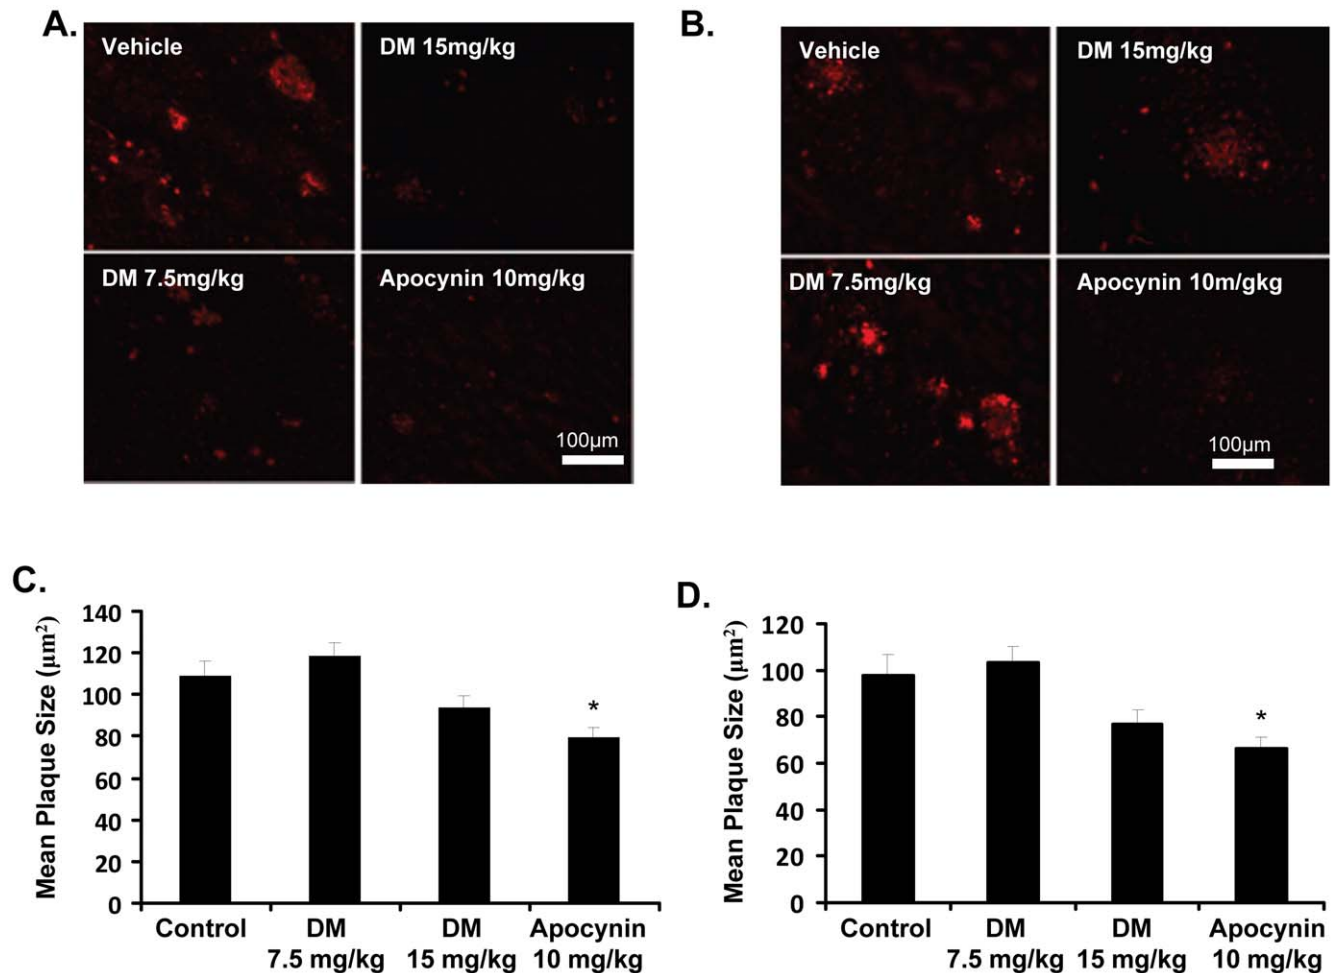 A.
Vehicle
DM 15mg/kg
DM 7.5mg/kg
Apocynin 10mg/kg
100μm
B.
Vehicle
DM 15mg/kg
DM 7.5mg/kg
Apocynin 10m/gkg
100μm
C.
Mean Plaque Size (μm²)
140
120
100
80
60
40
20
0
*
Control
DM
7.5 mg/kg
DM
15 mg/kg
Apocynin
10 mg/kg
D.
Mean Plaque Size (μm²)
120
100
80
60
40
20
0
*
Control
DM
7.5 mg/kg
DM
15 mg/kg
Apocynin
10 mg/kg